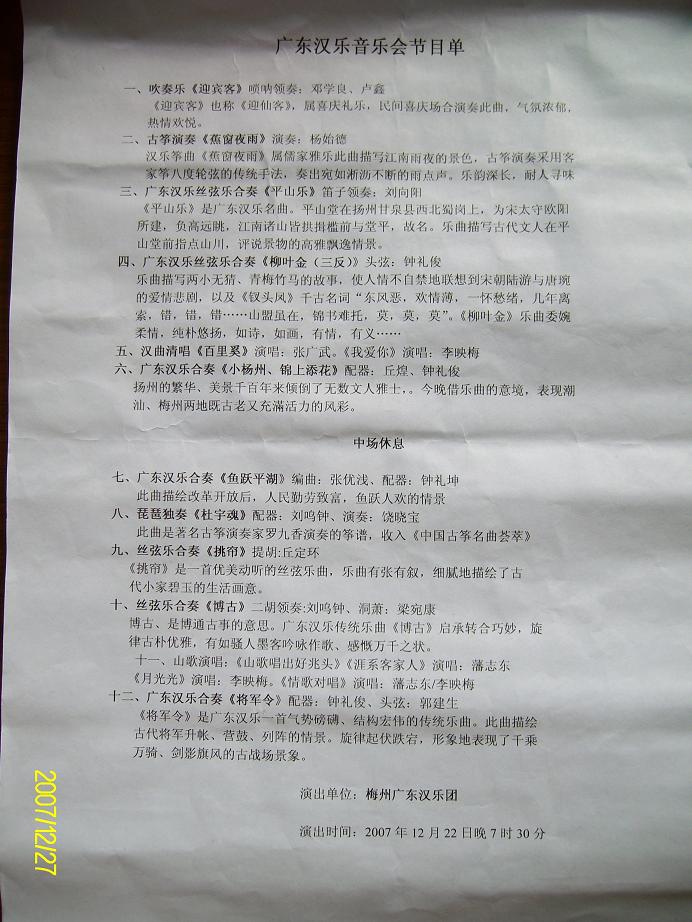 广东汉乐音乐会节目单
一、吹奏乐《迎宾客》唢呐领奏：邓学良、卢鑫
《迎宾客》也称《迎仙客》，属喜庆礼乐，民间喜庆场合演奏此曲，气氛浓郁，
热情欢悦。
二、古筝演奏《蕉窗夜雨》演奏：杨始德
汉乐筝曲《蕉窗夜雨》属儒家雅乐此曲描写江南雨夜的景色，古筝演奏采用客
家筝八度轮弦的传统手法，奏出宛如淅沥不断的雨点声。乐韵深长，耐人寻味
三、广东汉乐丝弦乐合奏《平山乐》笛子领奏：刘向阳
《平山乐》是广东汉乐名曲。平山堂在扬州甘泉县西北蜀岗上，为宋太守欧阳
所建，负高远眺，江南诸山皆拱揖槛前与堂平，故名。乐曲描写古代文人在平
山堂前指点山川，评说景物的高雅飘逸情景。
四、广东汉乐丝弦乐合奏《柳叶金（三反）》头弦: 钟礼俊
乐曲描写两小无猜、青梅竹马的故事，使人情不自禁地联想到宋朝陆游与唐琬
的爱情悲剧，以及《钗头凤》千古名词“东风恶，欢情薄，一怀愁绪，几年离
索，错，错，错……山盟虽在，锦书难托，莫，莫，莫”。《柳叶金》乐曲委婉
柔情，纯朴悠扬，如诗，如画，有情，有义……
五、汉曲清唱《百里奚》演唱：张广武。《我爱你》演唱：李映梅
六、广东汉乐合奏《小杨州、锦上添花》配器：丘煌、钟礼俊
扬州的繁华、美景千百年来倾倒了无数文人雅士，。今晚借乐曲的意境，表现潮
汕、梅州两地既古老又充满活力的风彩。
中场休息
七、广东汉乐合奏《鱼跃平湖》编曲：张优浅、配器：钟礼坤
此曲描绘改革开放后，人民勤劳致富，鱼跃人欢的情景
八、琵琶独奏《杜宇魂》配器：刘鸣钟、演奏：饶晓宝
此曲是著名古筝演奏家罗九香演奏的筝谱，收入《中国古筝名曲荟萃》
九、丝弦乐合奏《挑帘》提胡:丘定环
《挑帘》是一首优美动听的丝弦乐曲，乐曲有张有叙，细腻地描绘了古
代小家碧玉的生活画意。
十、丝弦乐合奏《博古》二胡领奏:刘鸣钟、洞萧：梁宛康
博古、是博通古事的意思。广东汉乐传统乐曲《博古》启承转合巧妙，旋
律古朴优雅，有如骚人墨客吟咏作歌、感慨万千之状。
十一、山歌演唱：《山歌唱出好兆头》《涯系客家人》演唱：藩志东
《月光光》演唱：李映梅。《情歌对唱》演唱：藩志东/李映梅
十二、广东汉乐合奏《将军令》配器：钟礼俊、头弦：郭建生
《将军令》是广东汉乐一首气势磅礴、结构宏伟的传统乐曲。此曲描绘
古代将军升帐、营鼓、列阵的情景。旋律起伏跌宕，形象地表现了千乘
万骑、剑影旗风的古战场景象。
演出单位：梅州广东汉乐团
演出时间：2007 年 12 月 22 日晚 7 时 30 分
2007/12/27